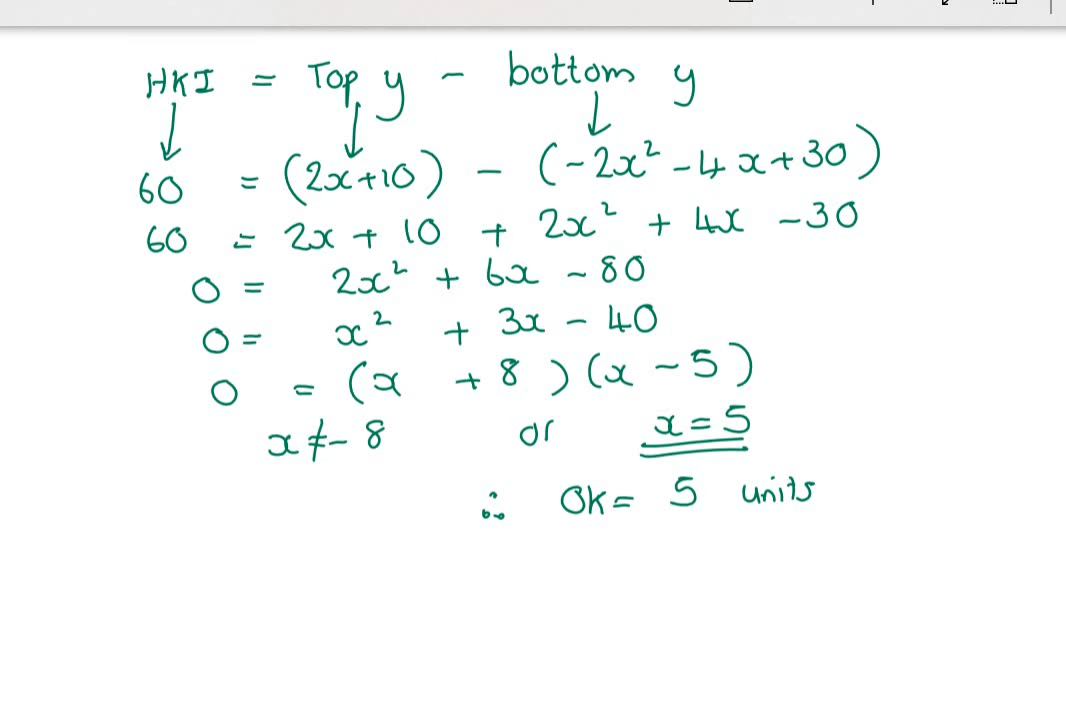 HKI = Top y - bottom y
60 = (2x+10) - (-2x² -4x+30)
60 = 2x + 10 + 2x² + 4x -30
0 = 2x² + 6x -80
0 = x² + 3x - 40
0 = (x + 8)(x - 5)
x ≠ - 8 or x = 5
∴ OK = 5 units